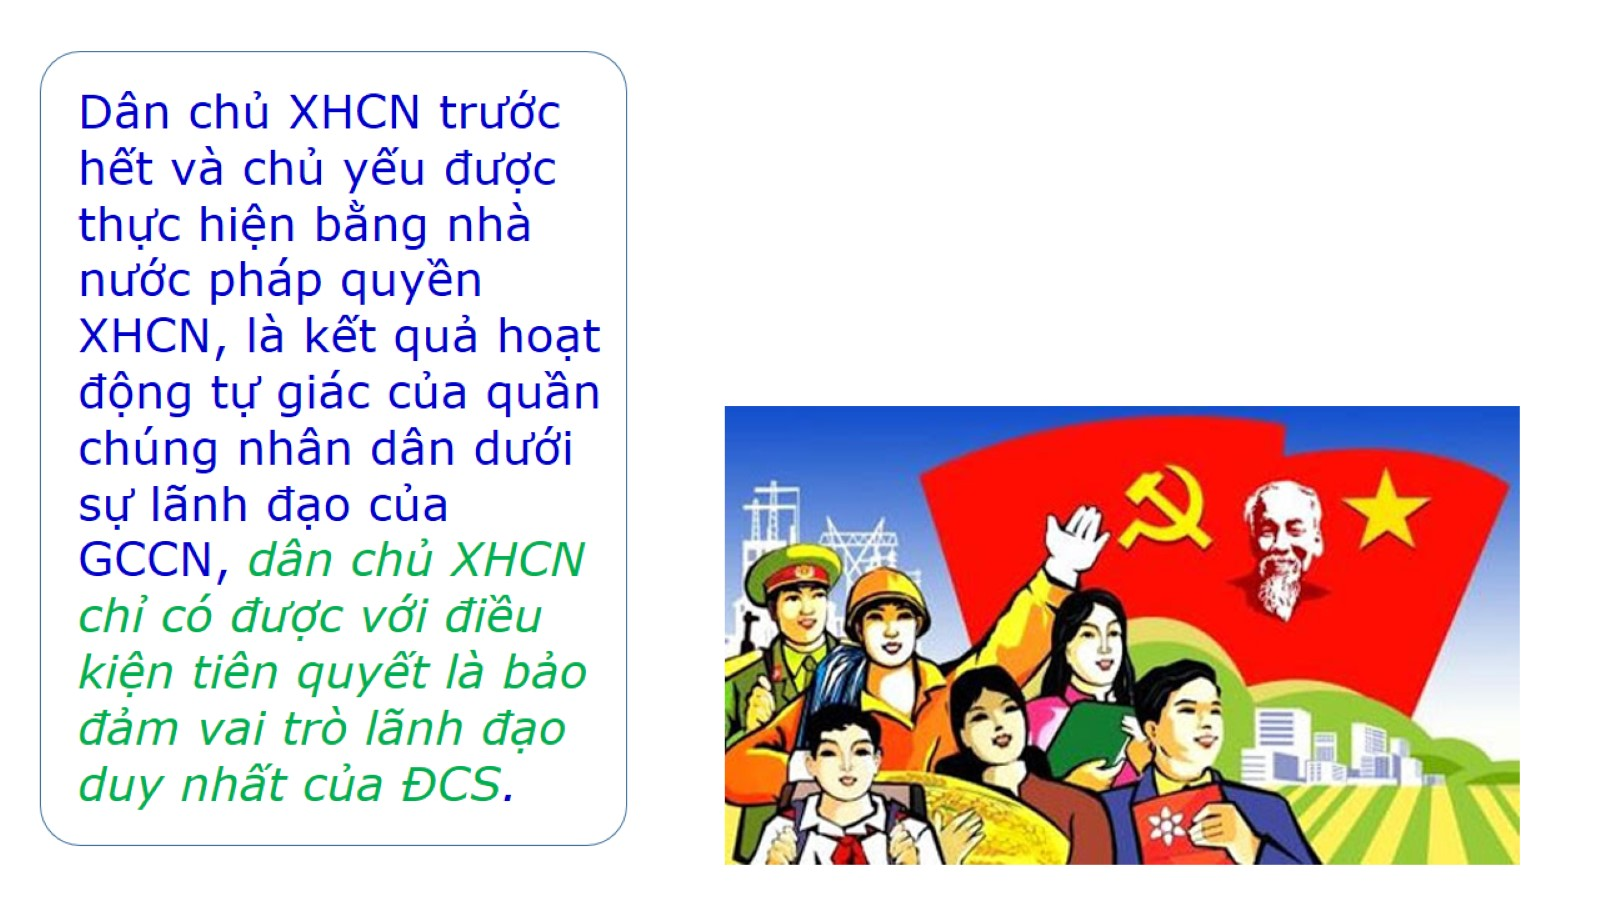 Dân chủ XHCN trước
hết và chủ yếu được
thực hiện bằng nhà
nước pháp quyền
XHCN, là kết quả hoạt
động tự giác của quần
chúng nhân dân dưới
sự lãnh đạo của
GCCN, dân chủ XHCN
chỉ có được với điều
kiện tiên quyết là bảo
đảm vai trò lãnh đạo
duy nhất của ĐCS.